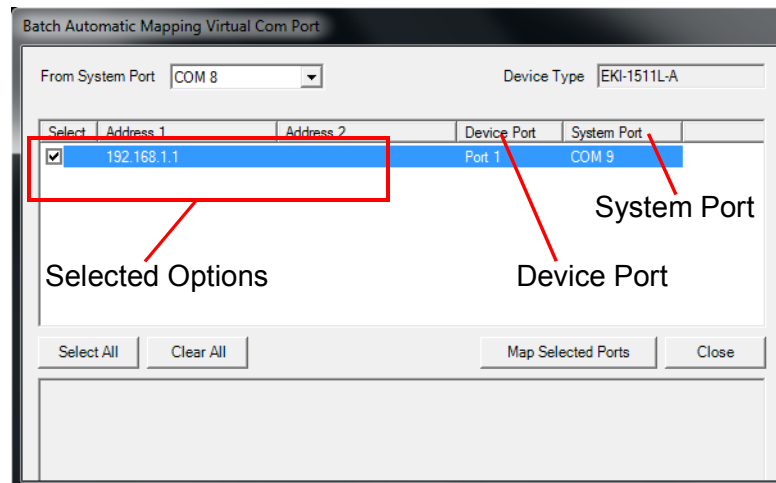 Batch Automatic Mapping Virtual Com Port
From System Port COM 8 Device Type EKI-1511L-A
Select Address 1 Address 2 Device Port System Port
192.168.1.1 Port 1 COM 9
System Port
Selected Options Device Port
Select All Clear All Map Selected Ports Close